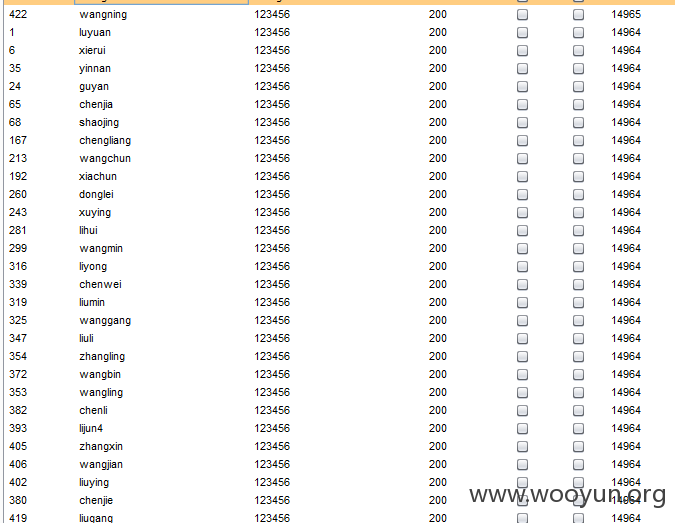 422 wangning 123456 200 14965
1 luyuan 123456 200 14964
6 xierui 123456 200 14964
35 yinnan 123456 200 14964
24 guyan 123456 200 14964
65 chenjia 123456 200 14964
68 shaojing 123456 200 14964
167 chengliang 123456 200 14964
213 wangchun 123456 200 14964
192 xiachun 123456 200 14964
260 donglei 123456 200 14964
243 xuying 123456 200 14964
281 lihui 123456 200 14964
299 wangmin 123456 200 14964
316 liyong 123456 200 14964
339 chenwei 123456 200 14964
319 liumin 123456 200 14964
325 wanggang 123456 200 14964
347 liuli 123456 200 14964
354 zhangling 123456 200 14964
372 wangbin 123456 200 14964
353 wangling 123456 200 14964
382 chenli 123456 200 14964
393 lijun4 123456 200 14964
405 zhangxin 123456 200 14964
406 wangjian 123456 200 14964
402 liuying 123456 200 14964
380 chenjie 123456 200 14964
www.wooyun.org
419 liugang 123456 200 14964